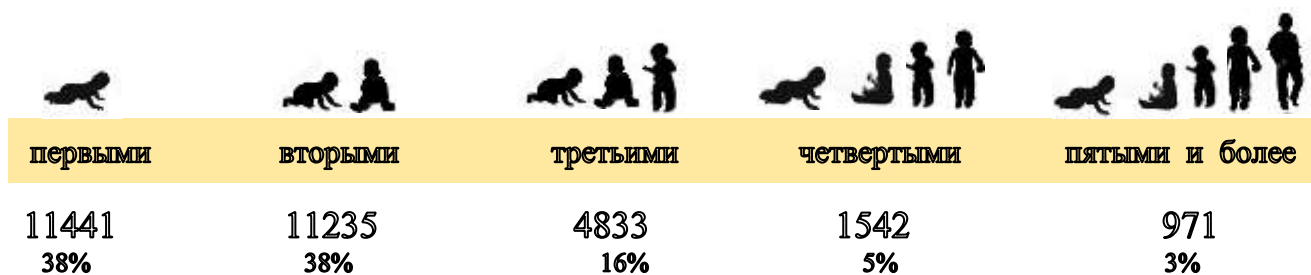 первыми вторыми третьими четвертыми пятыми и более
11441 11235 4833 1542 971
38% 38% 16% 5% 3%